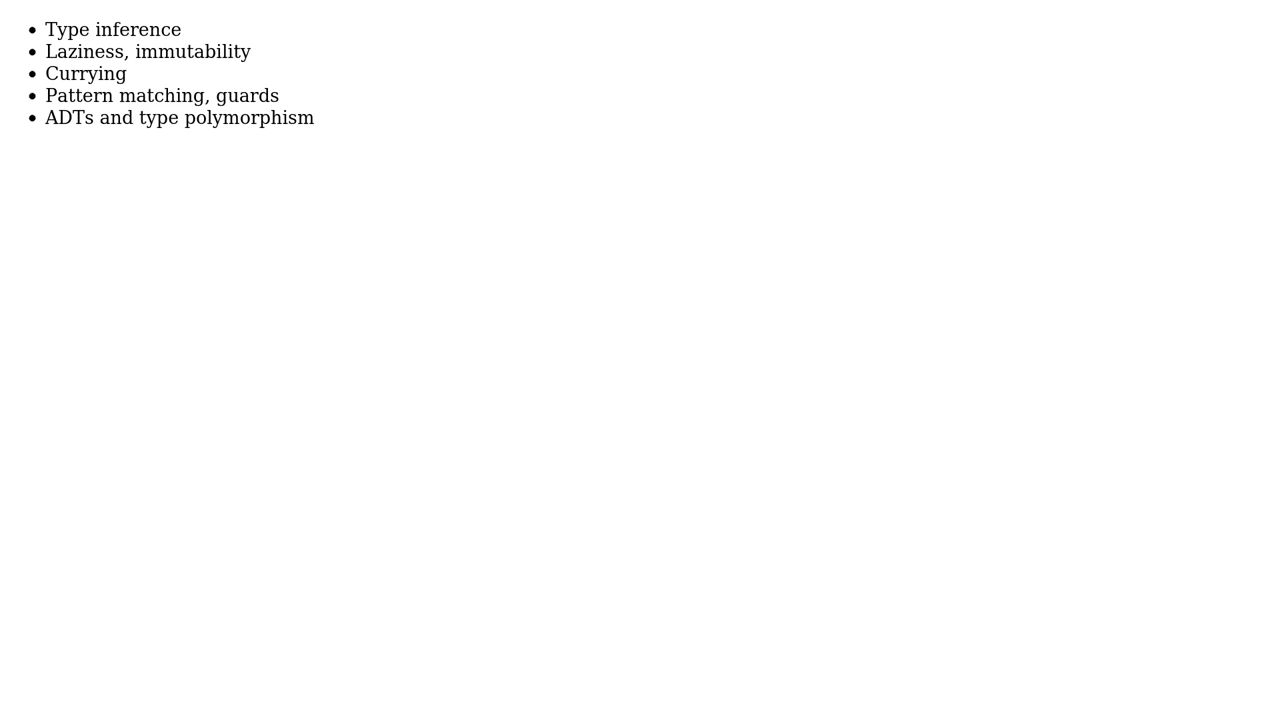 • Type inference
• Laziness, immutability
• Currying
• Pattern matching, guards
• ADTs and type polymorphism